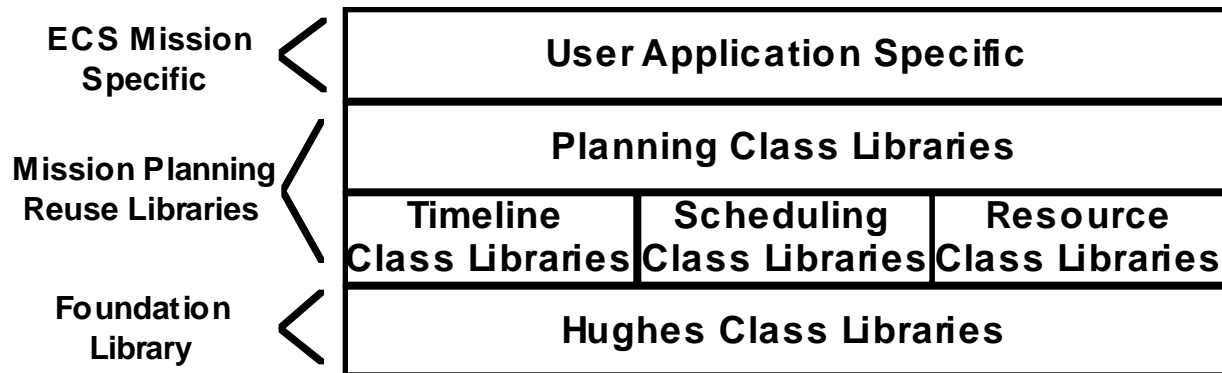 ECS Mission
Specific
User Application Specific
Planning Class Libraries
Mission Planning
Reuse Libraries
Timeline
Class Libraries
Scheduling
Class Libraries
Resource
Class Libraries
Foundation
Library
Hughes Class Libraries